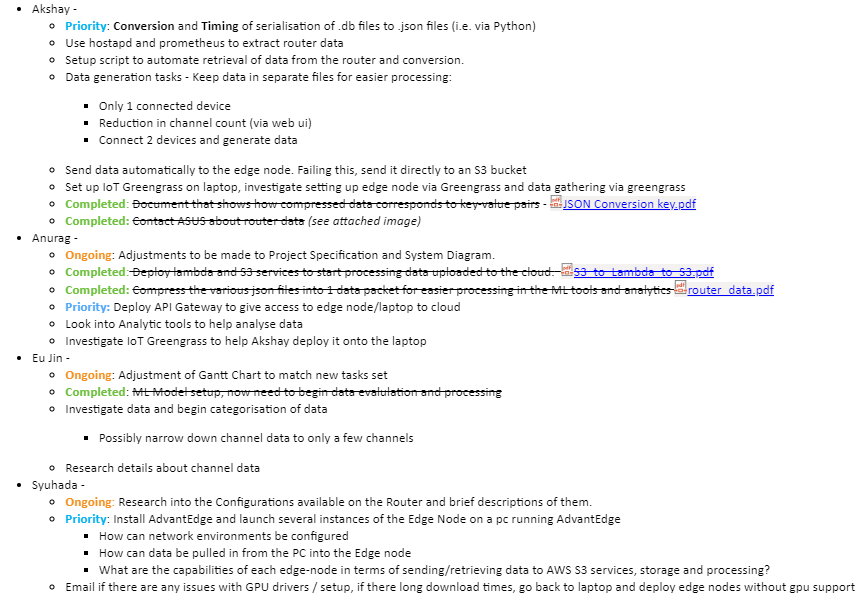 Akshay -
Priority: Conversion and Timing of serialisation of .db files to .json files (i.e. via Python)
Use hostapd and prometheus to extract router data
Setup script to automate retrieval of data from the router and conversion.
Data generation tasks - Keep data in separate files for easier processing:
Only 1 connected device
Reduction in channel count (via web ui)
Connect 2 devices and generate data
Send data automatically to the edge node. Failing this, send it directly to an S3 bucket
Set up IoT Greengrass on laptop, investigate setting up edge node via Greengrass and data gathering via greengrass
Completed: Document that shows how compressed data corresponds to key-value pairs - JSON Conversion key.pdf
Completed: Contact ASUS about router data (see attached image)
Anurag -
Ongoing: Adjustments to be made to Project Specification and System Diagram.
Completed: Deploy lambda and S3 services to start processing data uploaded to the cloud. - S3_to_Lambda_to_S3.pdf
Completed: Compress the various json files into 1 data packet for easier processing in the ML tools and analytics router_data.pdf
Priority: Deploy API Gateway to give access to edge node/laptop to cloud
Look into Analytic tools to help analyse data
Investigate IoT Greengrass to help Akshay deploy it onto the laptop
Eu Jin -
Ongoing: Adjustment of Gantt Chart to match new tasks set
Completed: ML Model setup, now need to begin data evalulation and processing
Investigate data and begin categorisation of data
Possibly narrow down channel data to only a few channels
Research details about channel data
Syuhada -
Ongoing: Research into the Configurations available on the Router and brief descriptions of them.
Priority: Install AdvantEdge and launch several instances of the Edge Node on a pc running AdvantEdge
How can network environments be configured
How can data be pulled in from the PC into the Edge node
What are the capabilities of each edge-node in terms of sending/retrieving data to AWS S3 services, storage and processing?
Email if there are any issues with GPU drivers / setup, if there long download times, go back to laptop and deploy edge nodes without gpu support